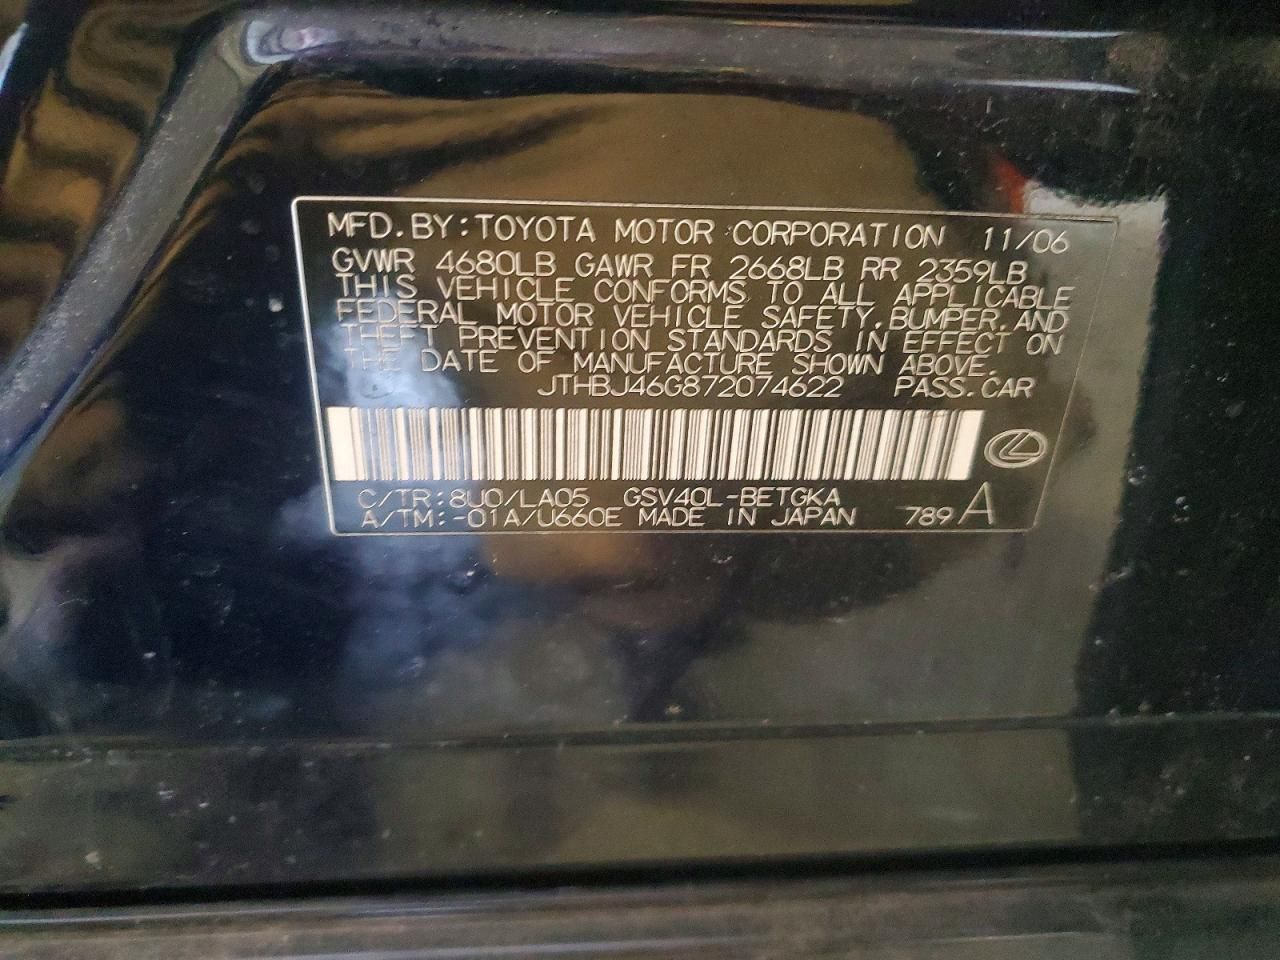 MFD.BY:TOYOTA MOTOR CORPORATION 11/06
GVWR 4680LB GAWR FR 2668LB RR 2359LB
THIS VEHICLE CONFORMS TO ALL APPLICABLE
FEDERAL MOTOR VEHICLE SAFETY,BUMPER,AND
THEFT PREVENTION STANDARDS IN EFFECT ON
THE DATE OF MANUFACTURE SHOWN ABOVE.
JTHBJ46G872074622 PASS.CAR
C/TR:8U0/LA05 GSV40L-BETGKA
A/TM:-01A/U660E MADE IN JAPAN 789 A